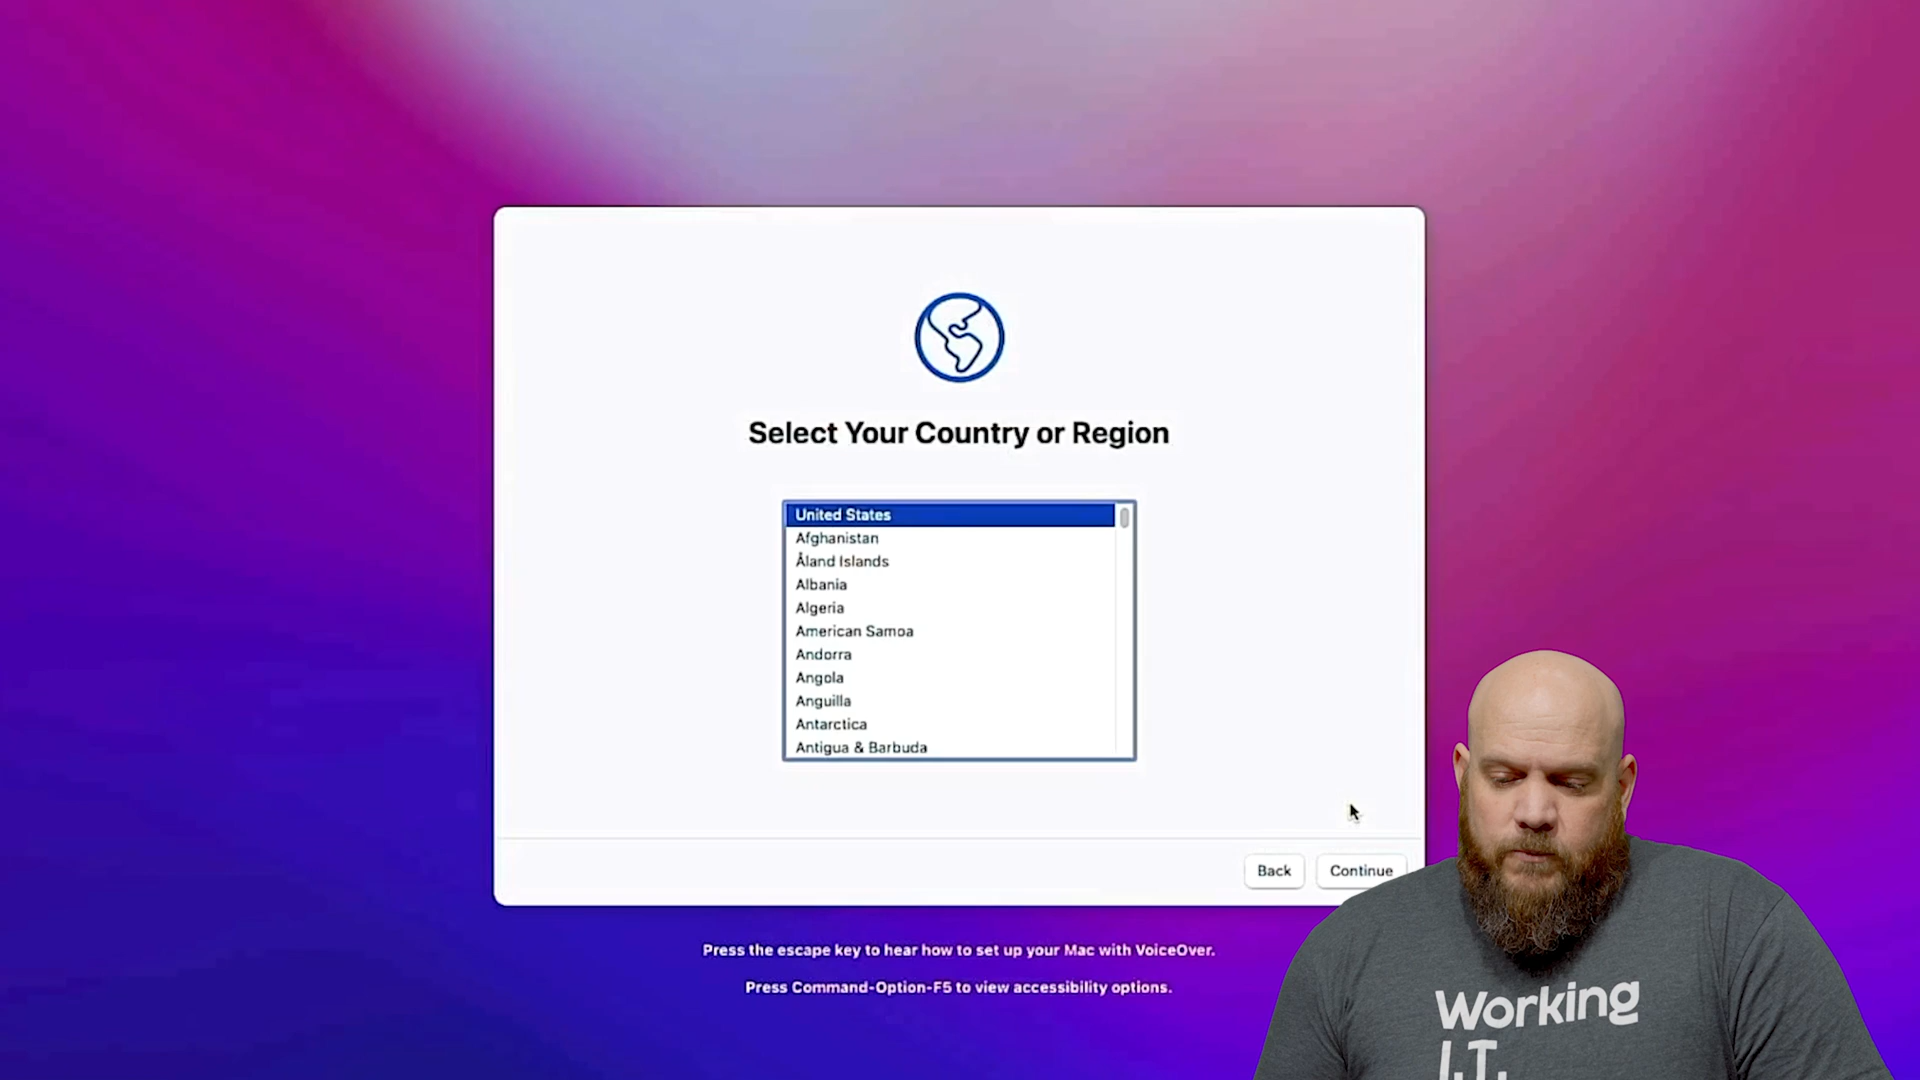 Select Your Country or Region
United States
Afghanistan
Åland Islands
Albania
Algeria
American Samoa
Andorra
Angola
Anguilla
Antarctica
Antigua & Barbuda
Back
Continue
Press the escape key to hear how to set up your Mac with VoiceOver.
Press Command-Option-F5 to view accessibility options.
Working
I.T.